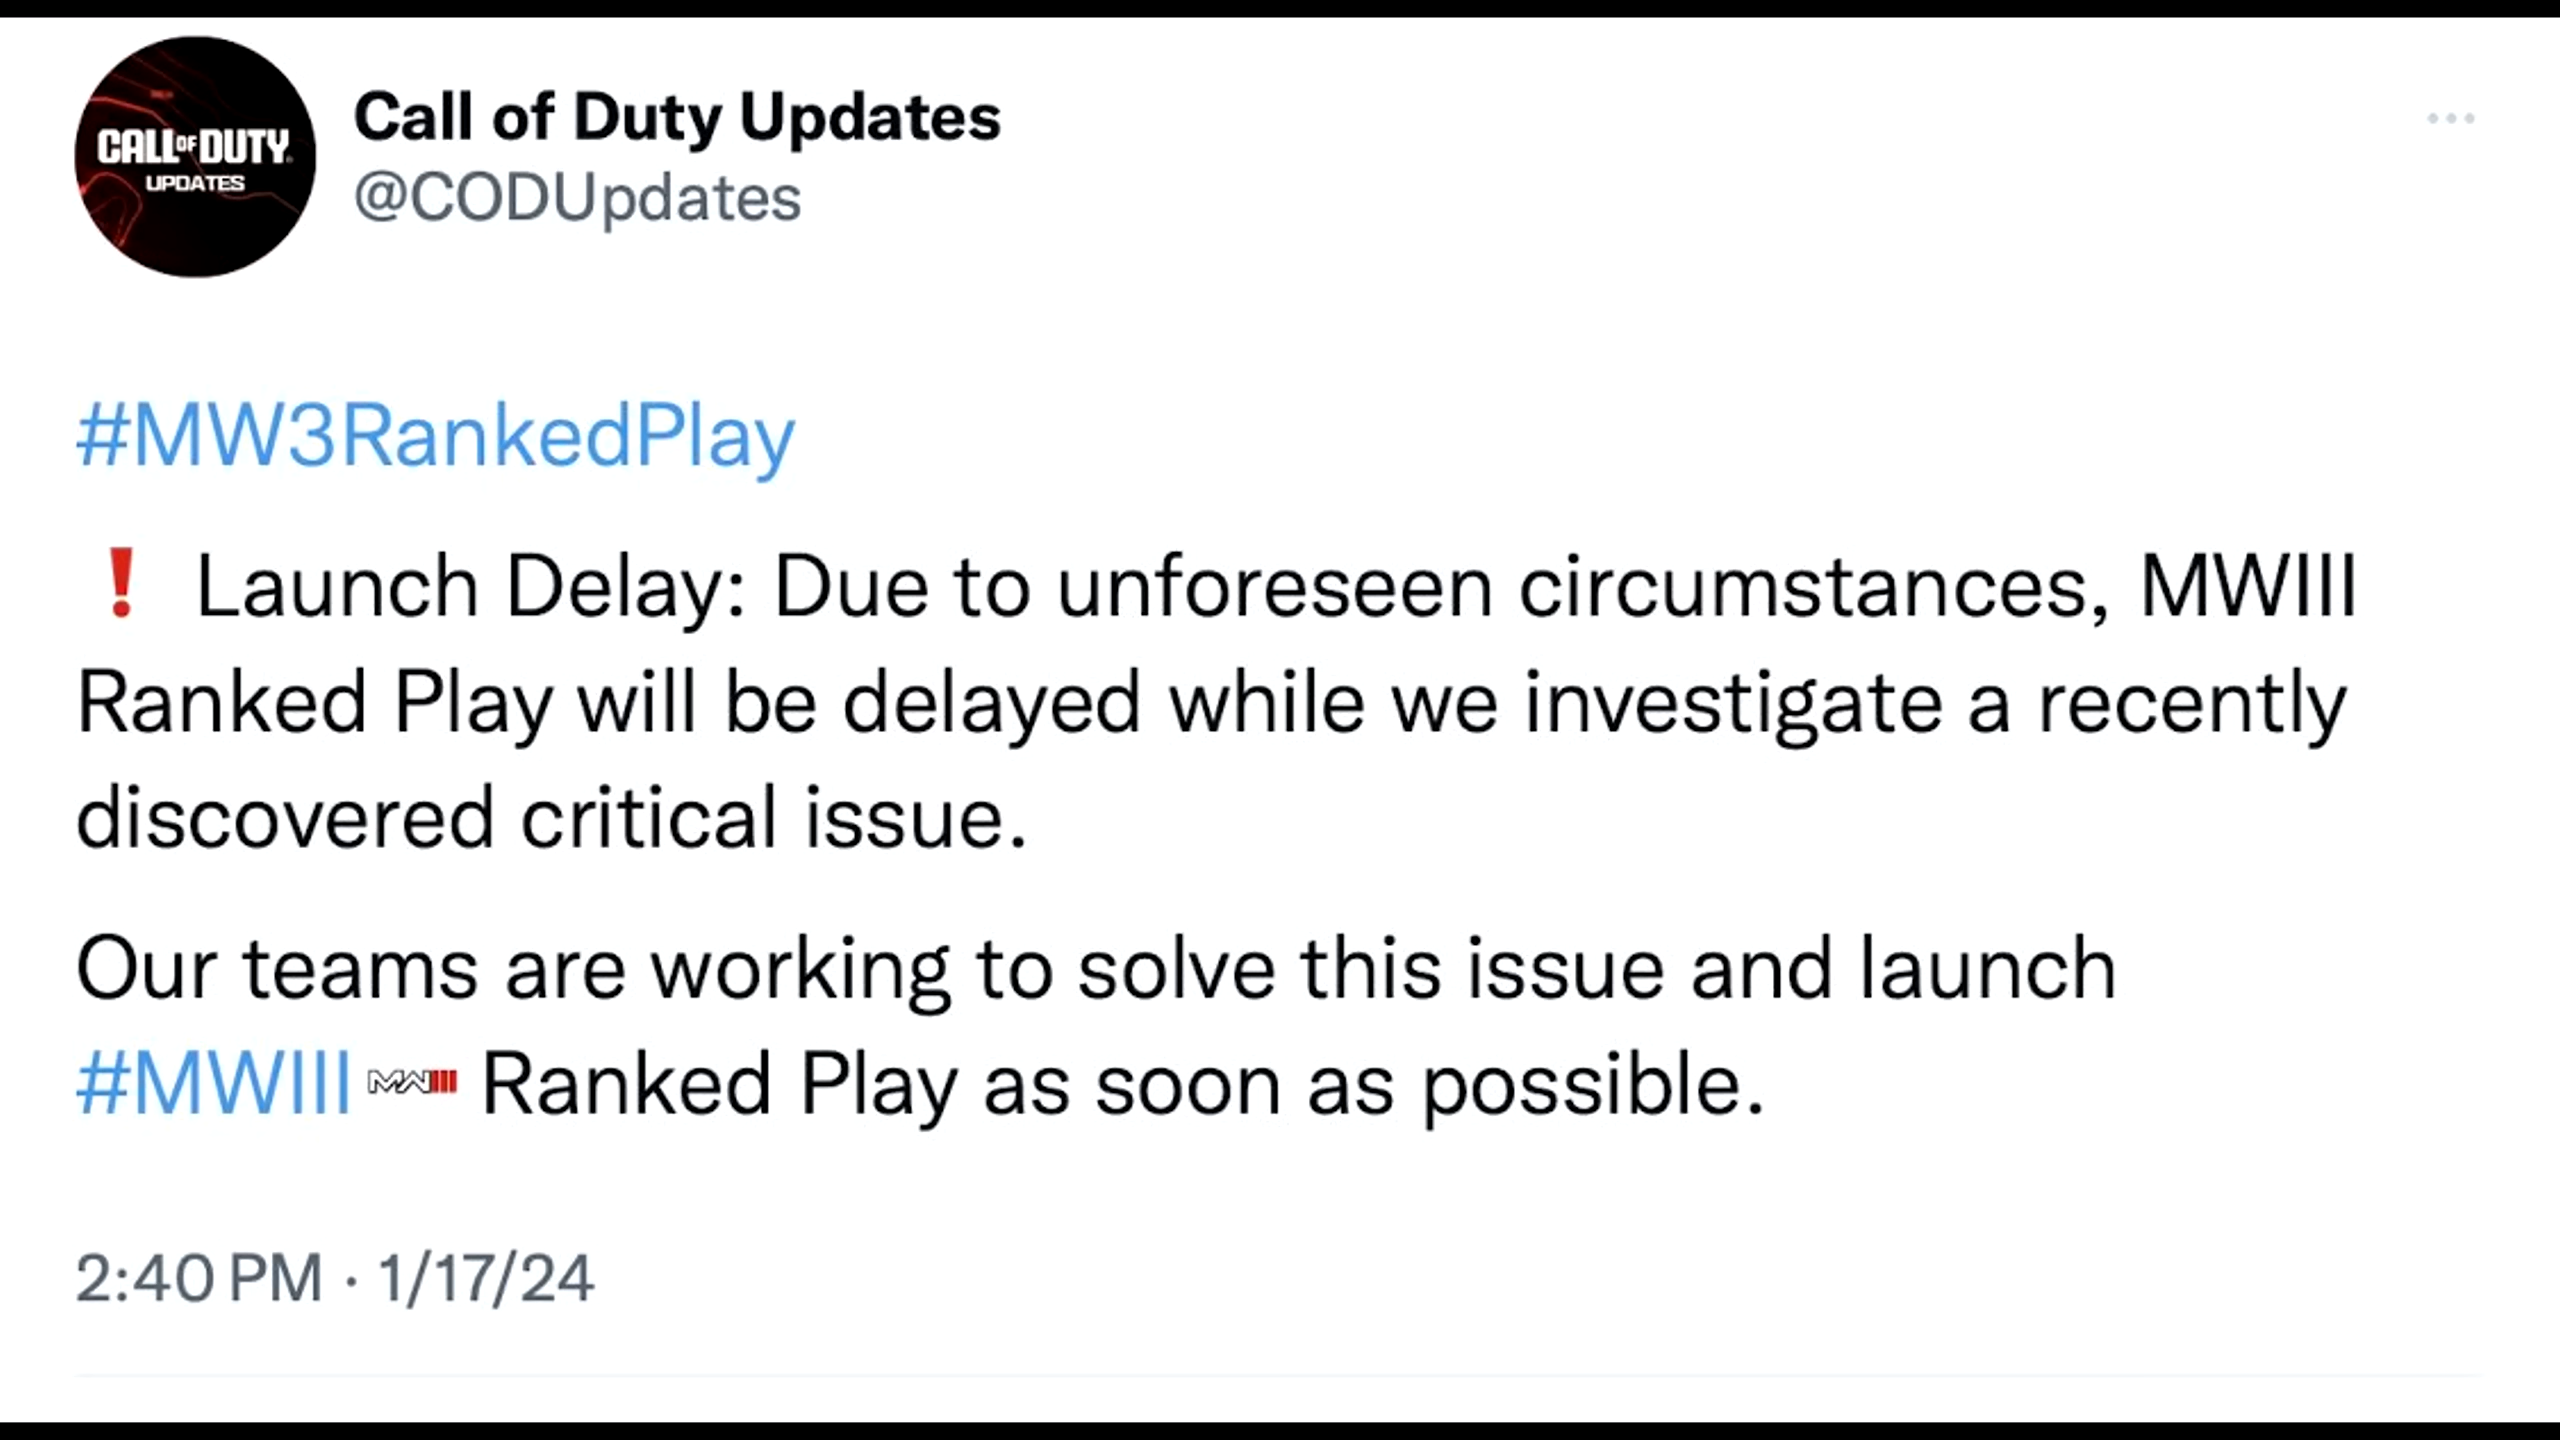 CALL OF DUTY
UPDATES
Call of Duty Updates
@CODUpdates
#MW3RankedPlay
❗ Launch Delay: Due to unforeseen circumstances, MWIII
Ranked Play will be delayed while we investigate a recently
discovered critical issue.
Our teams are working to solve this issue and launch
#MWIII MWIII Ranked Play as soon as possible.
2:40 PM · 1/17/24